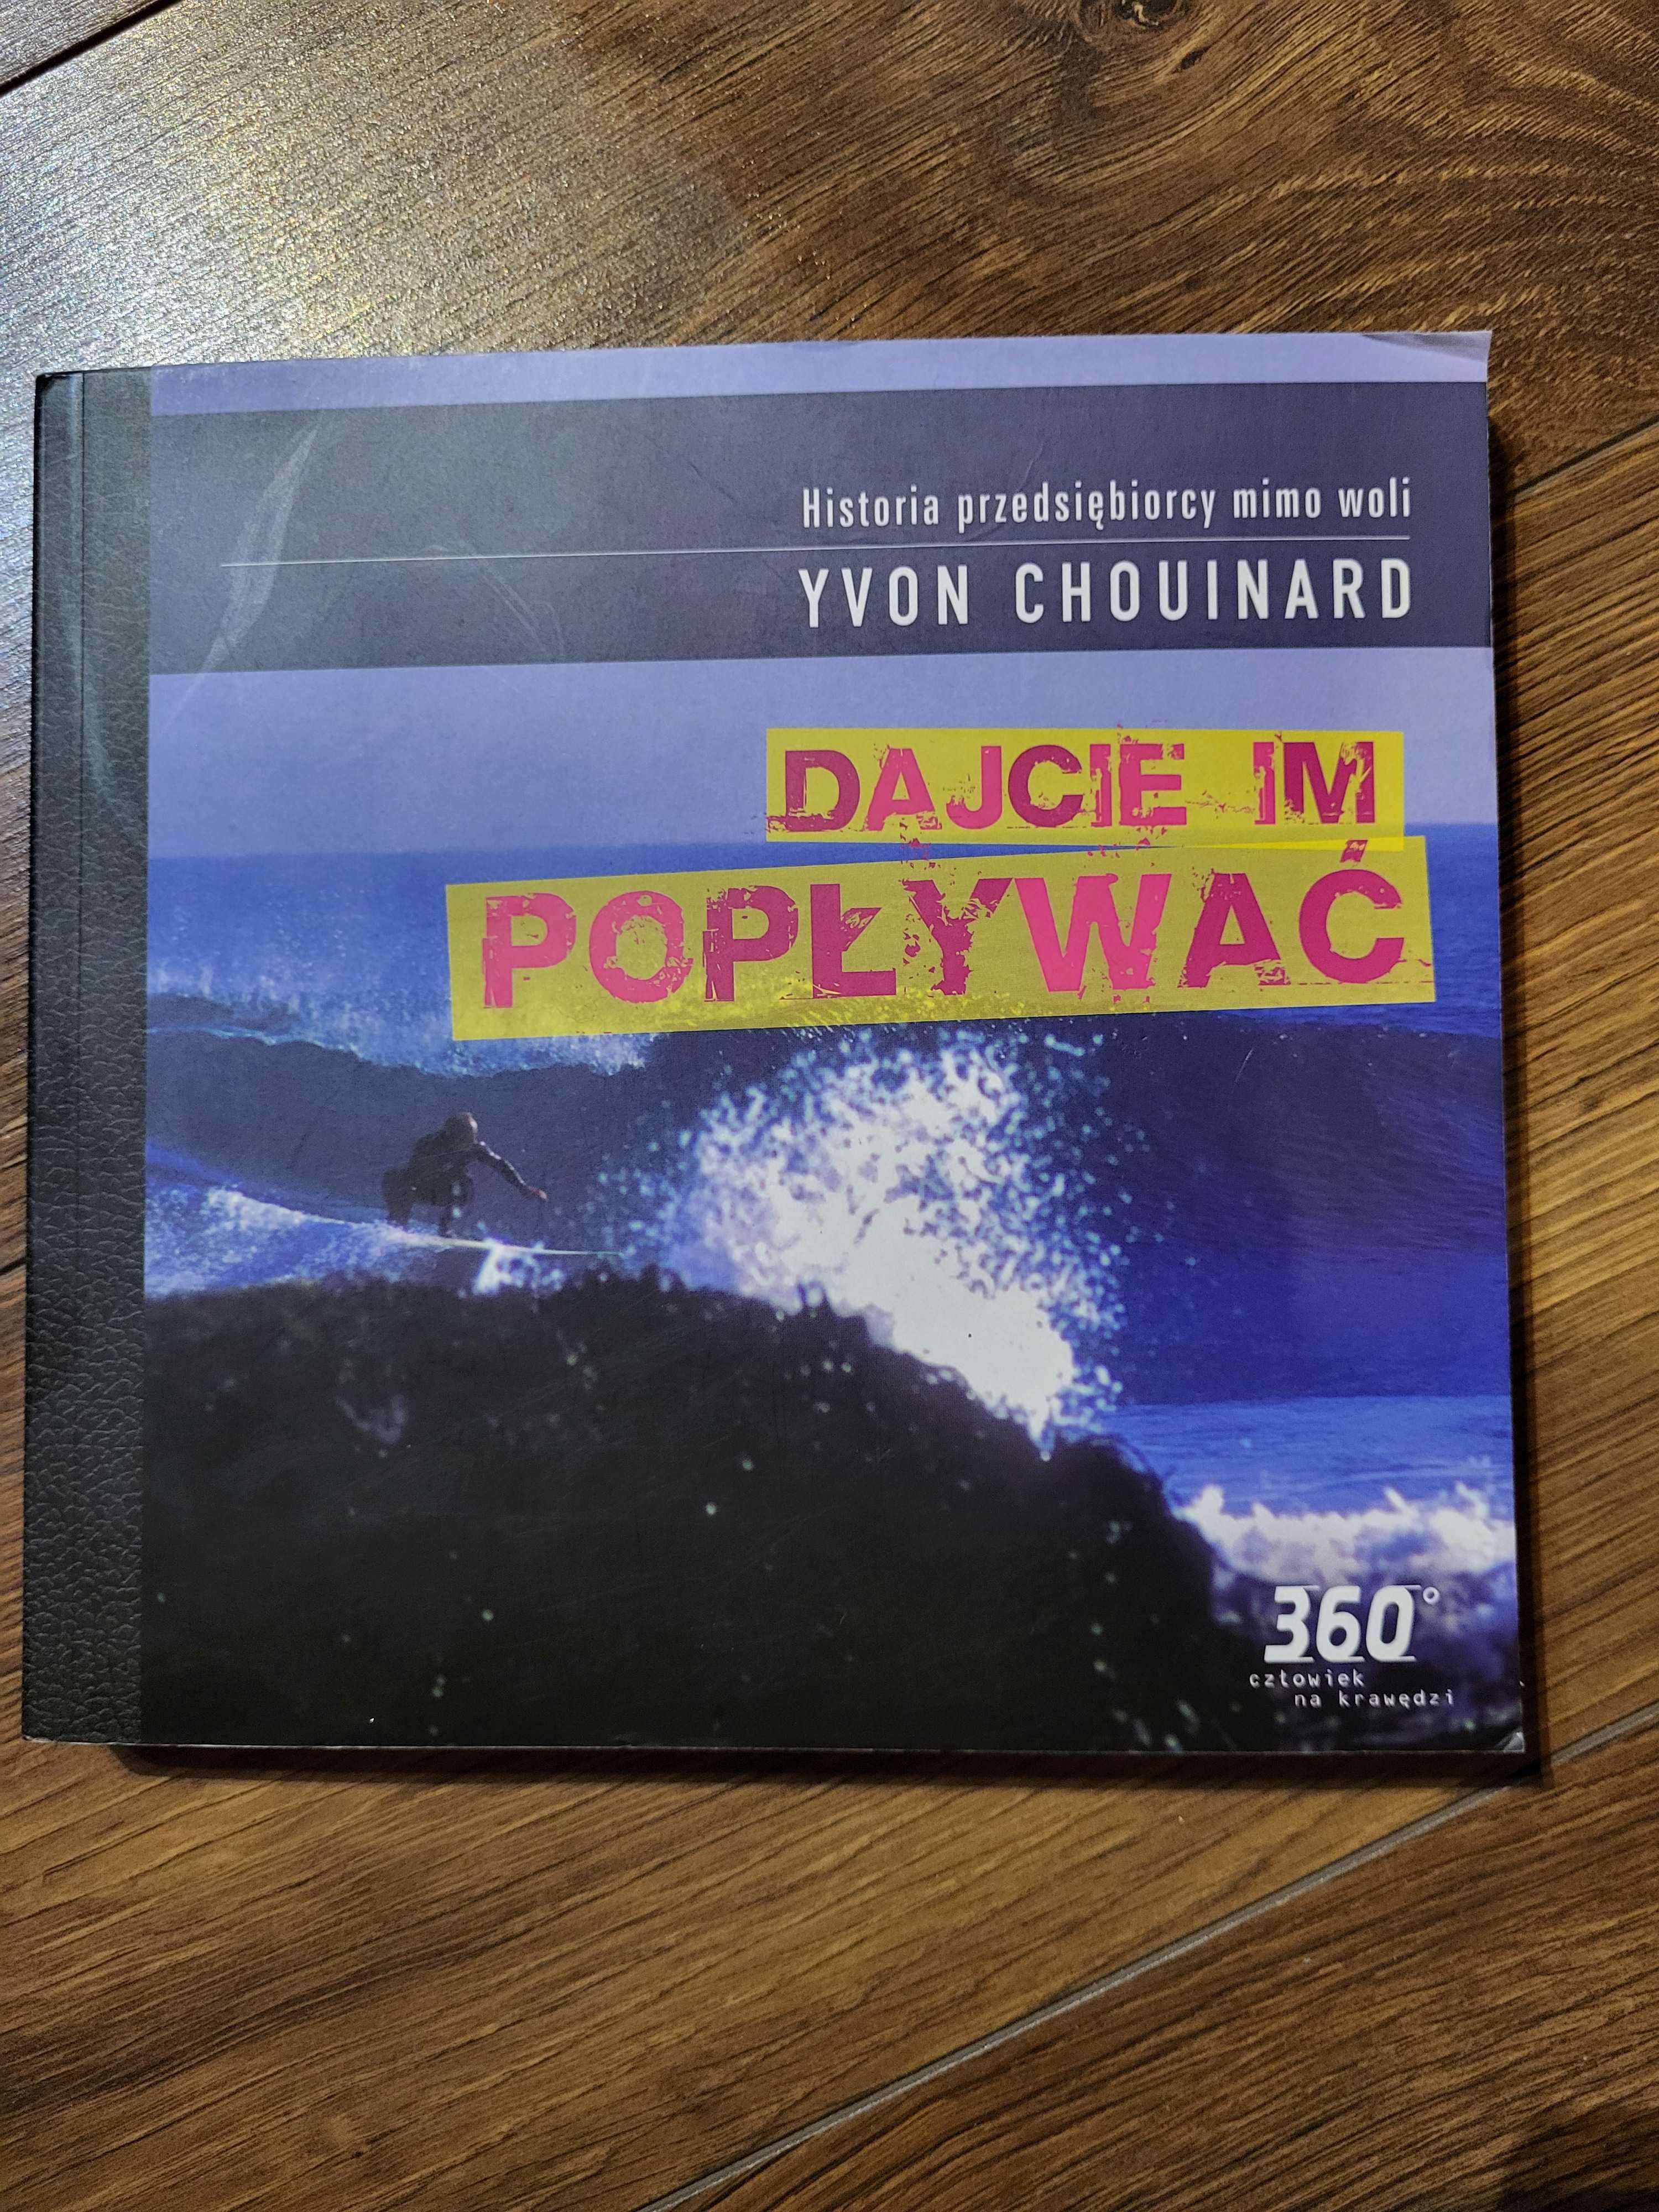 Historia przedsiębiorcy mimo woli
YVON CHOUINARD
DAJCIE IM
POPŁYWAĆ
360°
człowiek
na krawędzi